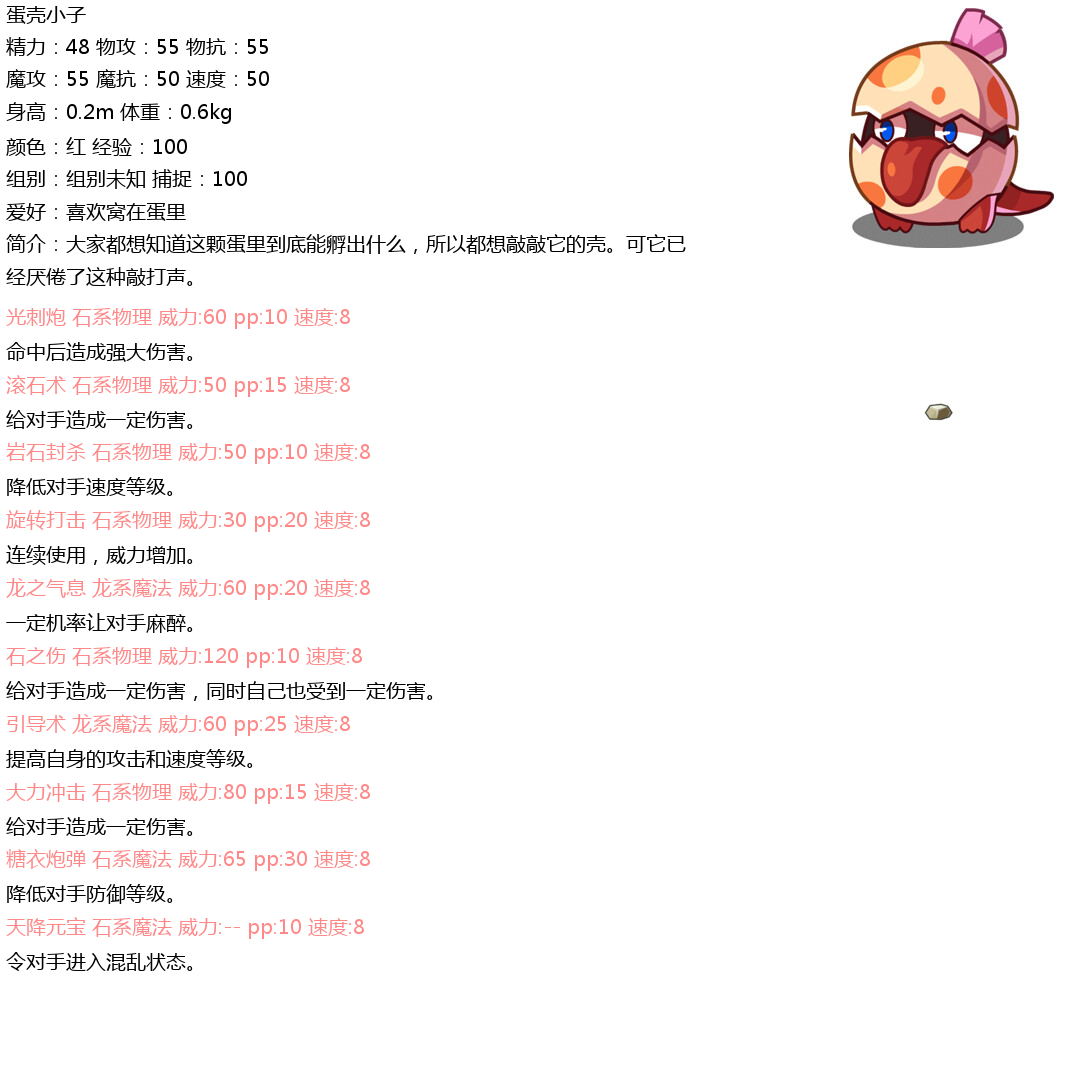 蛋壳小子
精力：48 物攻：55 物抗：55
魔攻：55 魔抗：50 速度：50
身高：0.2m 体重：0.6kg
颜色：红 经验：100
组别：组别未知 捕捉：100
爱好：喜欢窝在蛋里
简介：大家都想知道这颗蛋里到底能孵出什么，所以都想敲敲它的壳。可它已
经厌倦了这种敲打声。
光刺炮 石系物理 威力:60 pp:10 速度:8
命中后造成强大伤害。
滚石术 石系物理 威力:50 pp:15 速度:8
给对手造成一定伤害。
岩石封杀 石系物理 威力:50 pp:10 速度:8
降低对手速度等级。
旋转打击 石系物理 威力:30 pp:20 速度:8
连续使用，威力增加。
龙之气息 龙系魔法 威力:60 pp:20 速度:8
一定机率让对手麻醉。
石之伤 石系物理 威力:120 pp:10 速度:8
给对手造成一定伤害，同时自己也受到一定伤害。
引导术 龙系魔法 威力:60 pp:25 速度:8
提高自身的攻击和速度等级。
大力冲击 石系物理 威力:80 pp:15 速度:8
给对手造成一定伤害。
糖衣炮弹 石系魔法 威力:65 pp:30 速度:8
降低对手防御等级。
天降元宝 石系魔法 威力:-- pp:10 速度:8
令对手进入混乱状态。